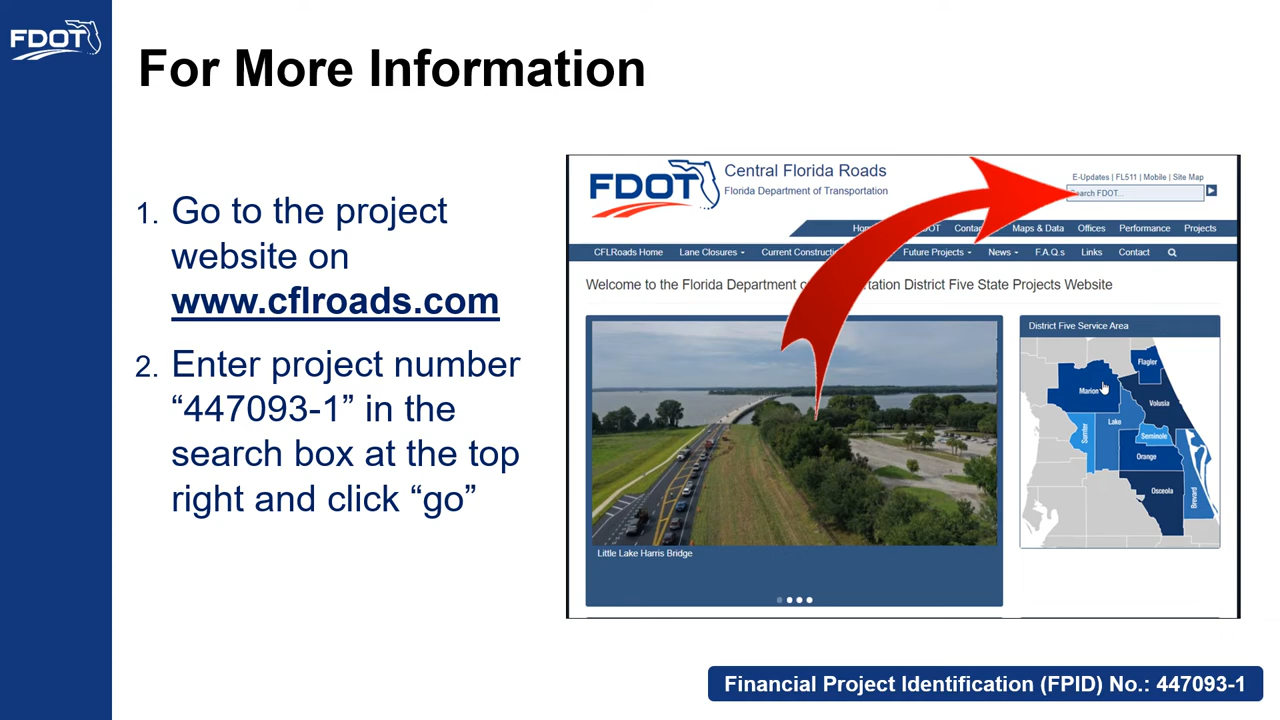 FDOT
For More Information
1. Go to the project
website on
www.cflroads.com
2. Enter project number
“447093-1” in the
search box at the top
right and click “go”
FDOT
Central Florida Roads
Florida Department of Transportation
E-Updates | FL511 | Mobile | Site Map
FDOT...
Maps & Data Offices Performance Projects
CFLRoads Home Lane Closures Current Future Projects News F.A.Q.s Links Contact
Welcome to the Florida Department District Five State Projects Website
District Five Service Area
Flagler
Marion
Volusia
Lake
Sumter
Seminole
Orange
Osceola
Brevard
Little Lake Harris Bridge
Financial Project Identification (FPID) No.: 447093-1